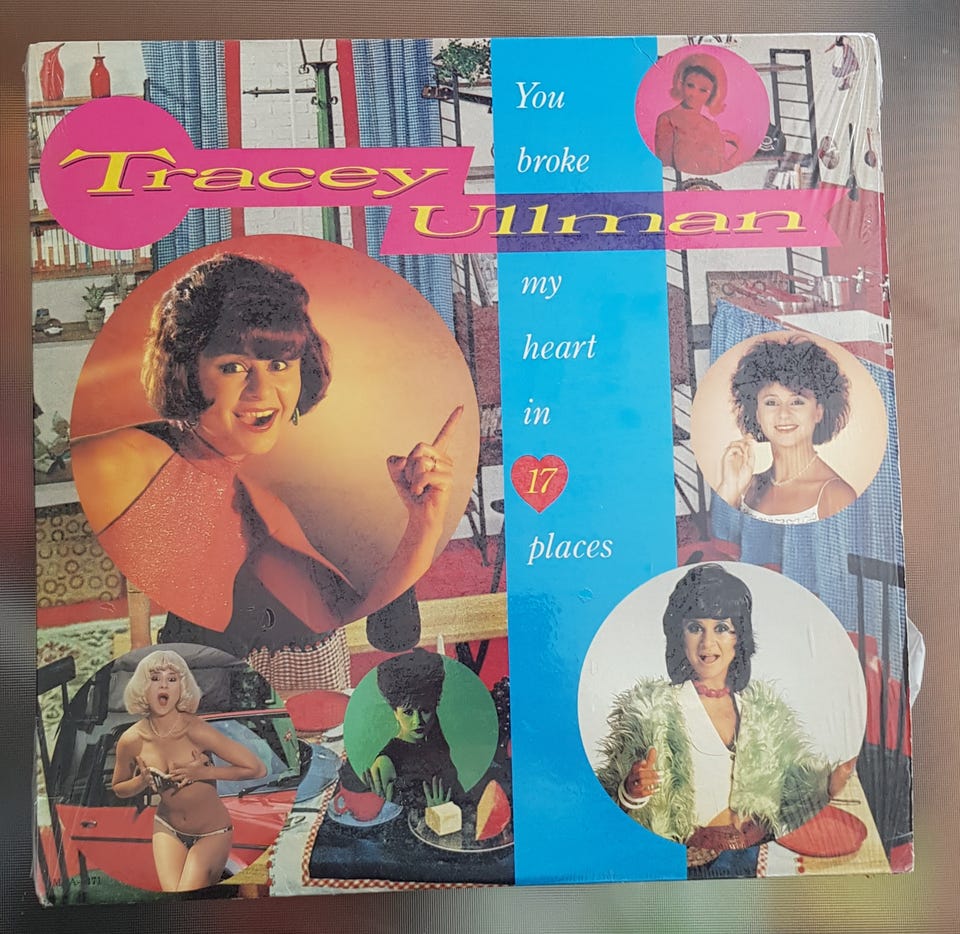 Tracey
Ullman
You
broke
my
heart
in
17
places